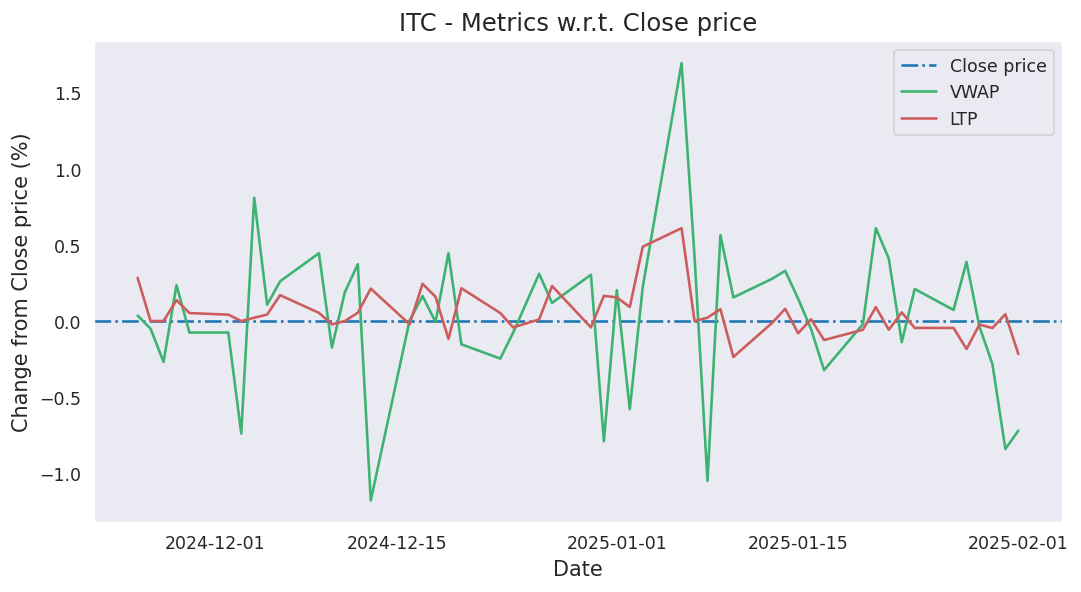 ITC - Metrics w.r.t. Close price
Close price
VWAP
LTP
Change from Close price (%)
1.5
1.0
0.5
0.0
−0.5
−1.0
2024-12-01 2024-12-15 2025-01-01 2025-01-15 2025-02-01
Date